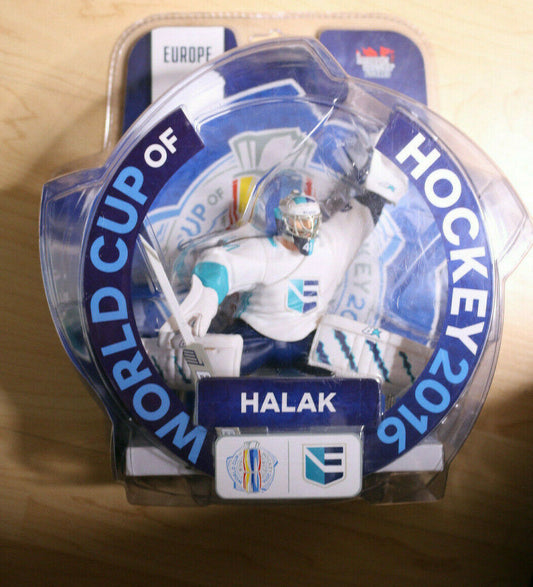 EUROPE
WORLD CUP OF
HOCKEY 2016
HALAK